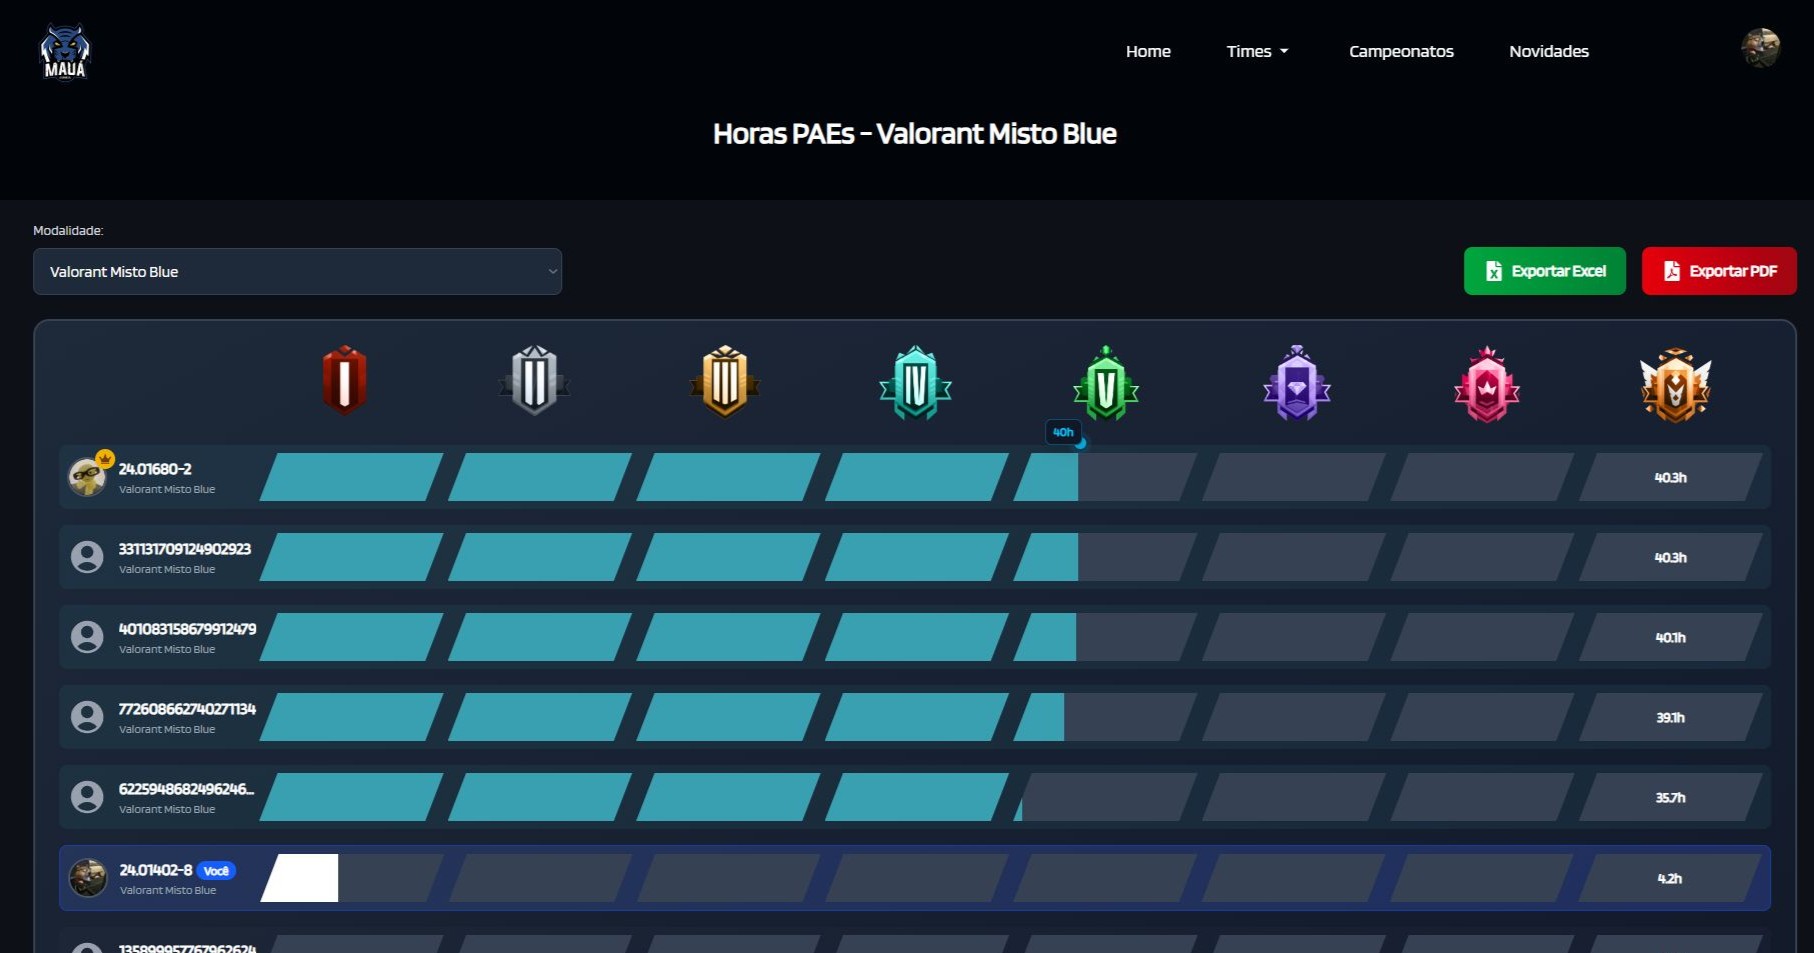 MAUÁ
Home
Times
Campeonatos
Novidades
Horas PAEs - Valorant Misto Blue
Modalidade:
Valorant Misto Blue
Exportar Excel
Exportar PDF
I
II
III
IV
V
40h
24.01680-2
Valorant Misto Blue
40.3h
331131709124902923
Valorant Misto Blue
40.3h
401083158679912479
Valorant Misto Blue
40.1h
772608662740271134
Valorant Misto Blue
39.1h
6225948682496246...
Valorant Misto Blue
35.7h
24.01402-8
Você
Valorant Misto Blue
4.2h
135899957767962624